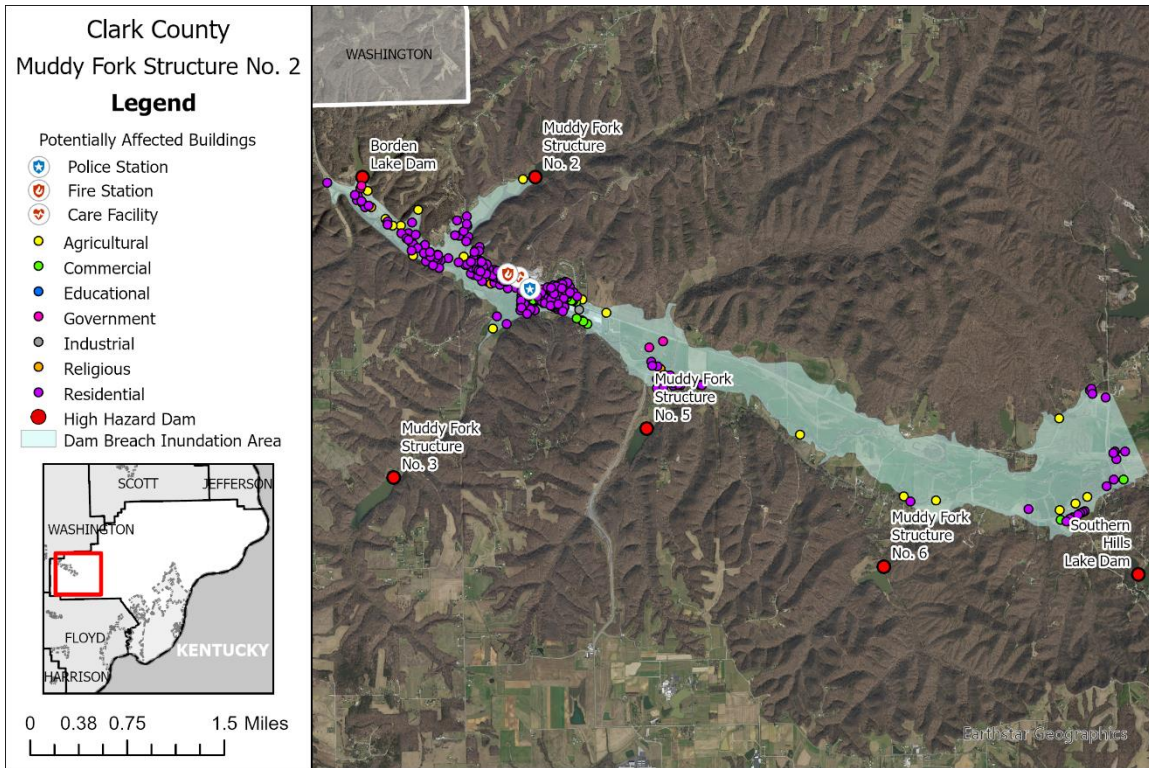 Clark County
Muddy Fork Structure No. 2
Legend
Potentially Affected Buildings
Police Station
Fire Station
Care Facility
Agricultural
Commercial
Educational
Government
Industrial
Religious
Residential
High Hazard Dam
Dam Breach Inundation Area
SCOTT
JEFFERSON
WASHINGTON
FLOYD
KENTUCKY
HARRISON
0 0.38 0.75 1.5 Miles
WASHINGTON
Borden
Lake Dam
Muddy Fork
Structure
No. 2
Muddy Fork
Structure
No. 5
Muddy Fork
Structure
No. 3
Muddy Fork
Structure
No. 6
Southern
Hills
Lake Dam
Earthstar Geographics